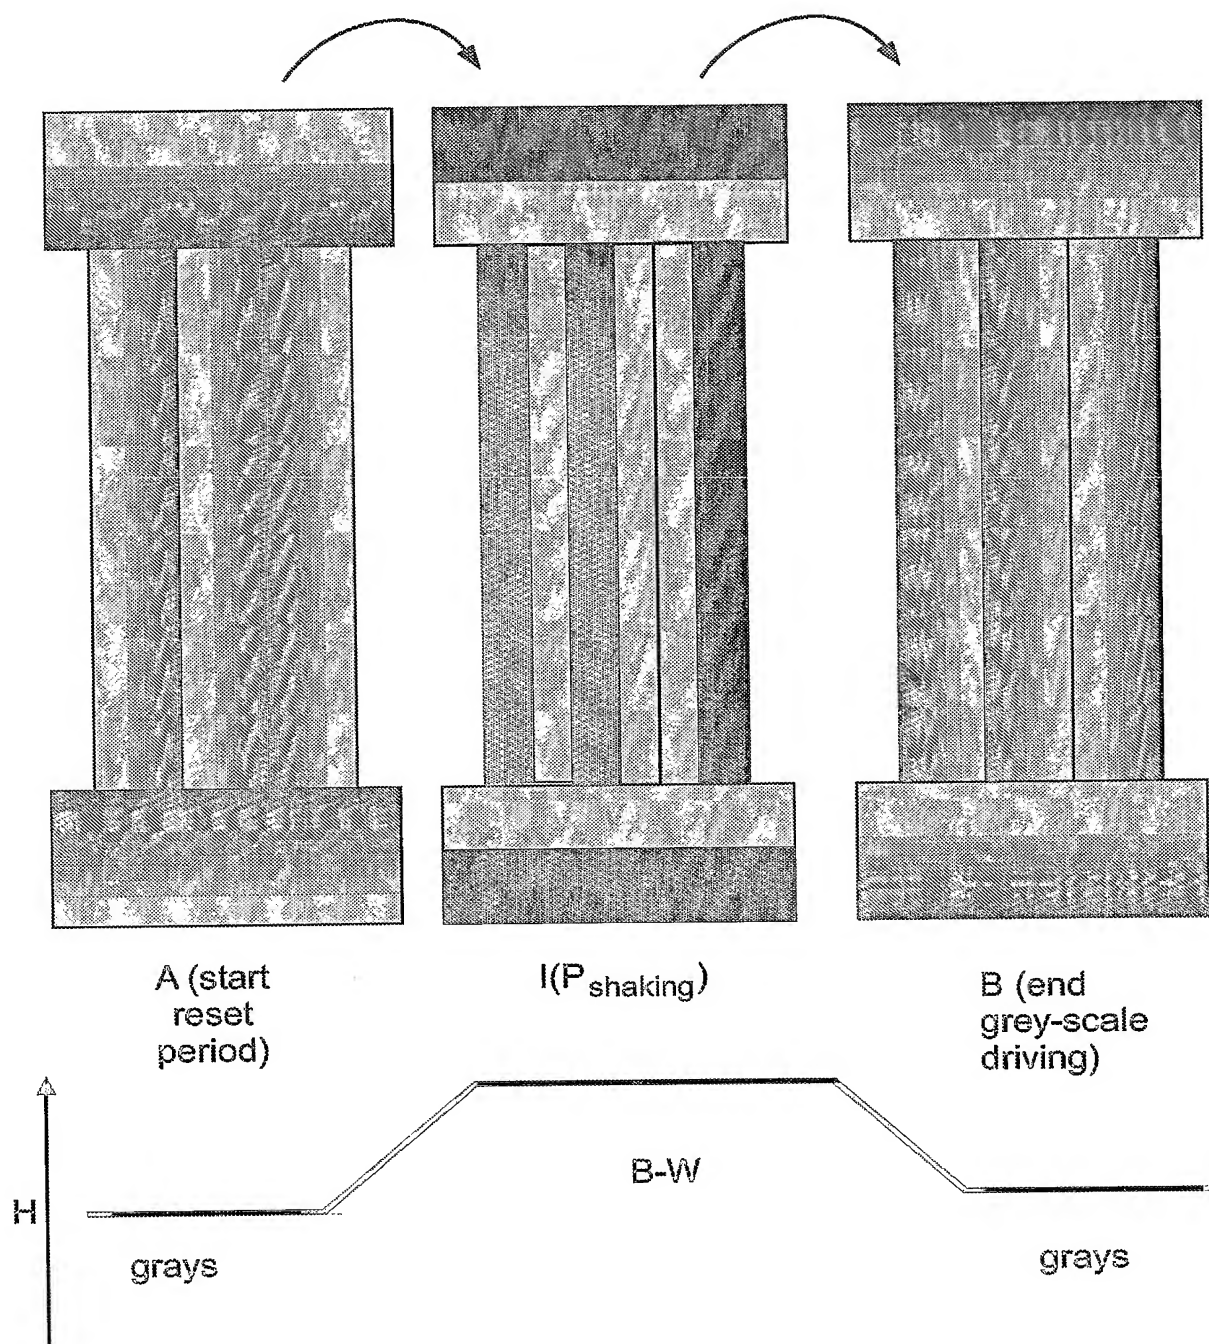 A (start
reset
period)
I(P shaking)
B (end
grey-scale
driving)
H
B-W
grays
grays